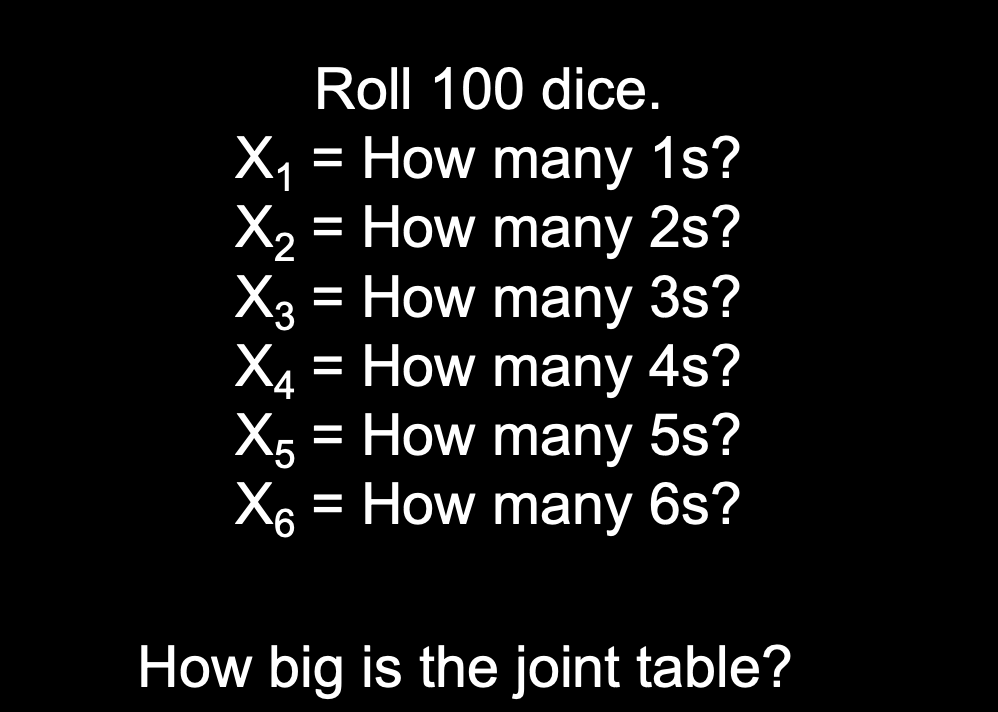 Roll 100 dice.
X₁ = How many 1s?
X₂ = How many 2s?
X₃ = How many 3s?
X₄ = How many 4s?
X₅ = How many 5s?
X₆ = How many 6s?
How big is the joint table?